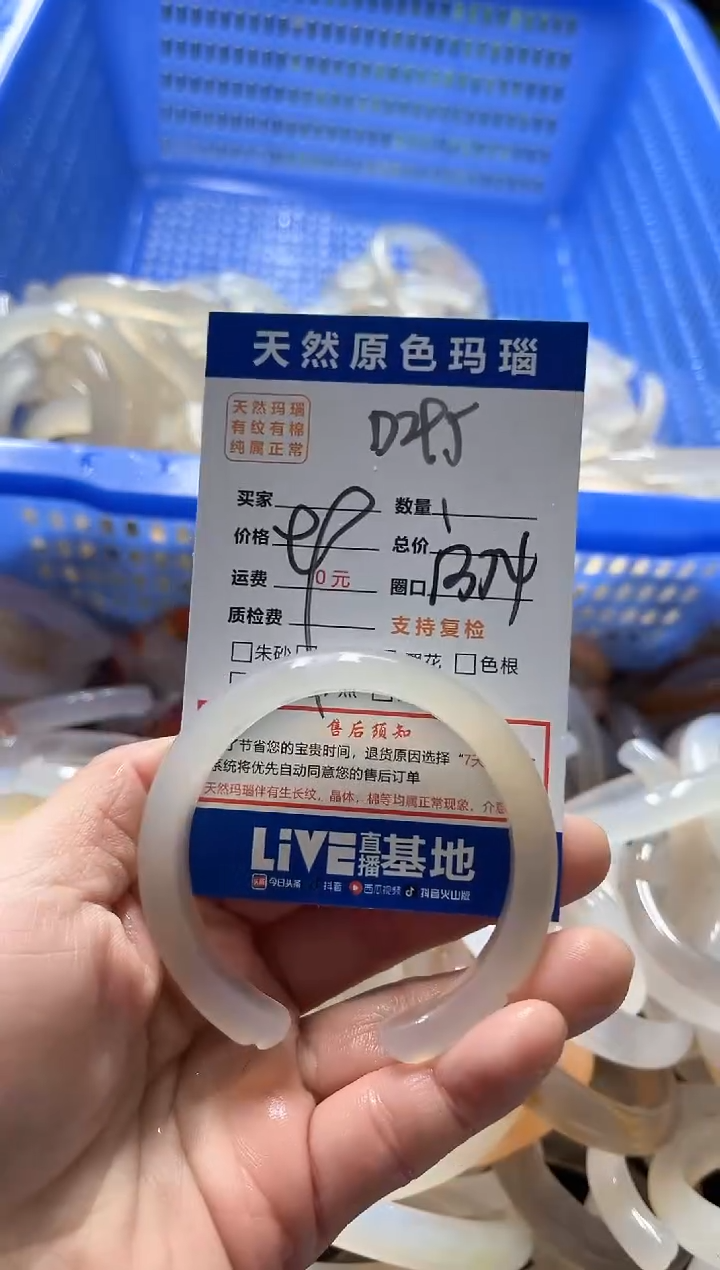 天然原色玛瑙
天然玛瑙
有纹有棉
纯属正常
买家 数量 1
价格 总价
运费 0元 圈口
质检费 支持复检
朱砂 色根
售后须知
节省您的宝贵时间，退货原因选择“7天
系统将优先自动同意您的售后订单
天然玛瑙伴有生长纹，晶体，棉等均属正常现象，介意
LiVE直播基地
头条 今日头条 抖音 西瓜视频 抖音火山版